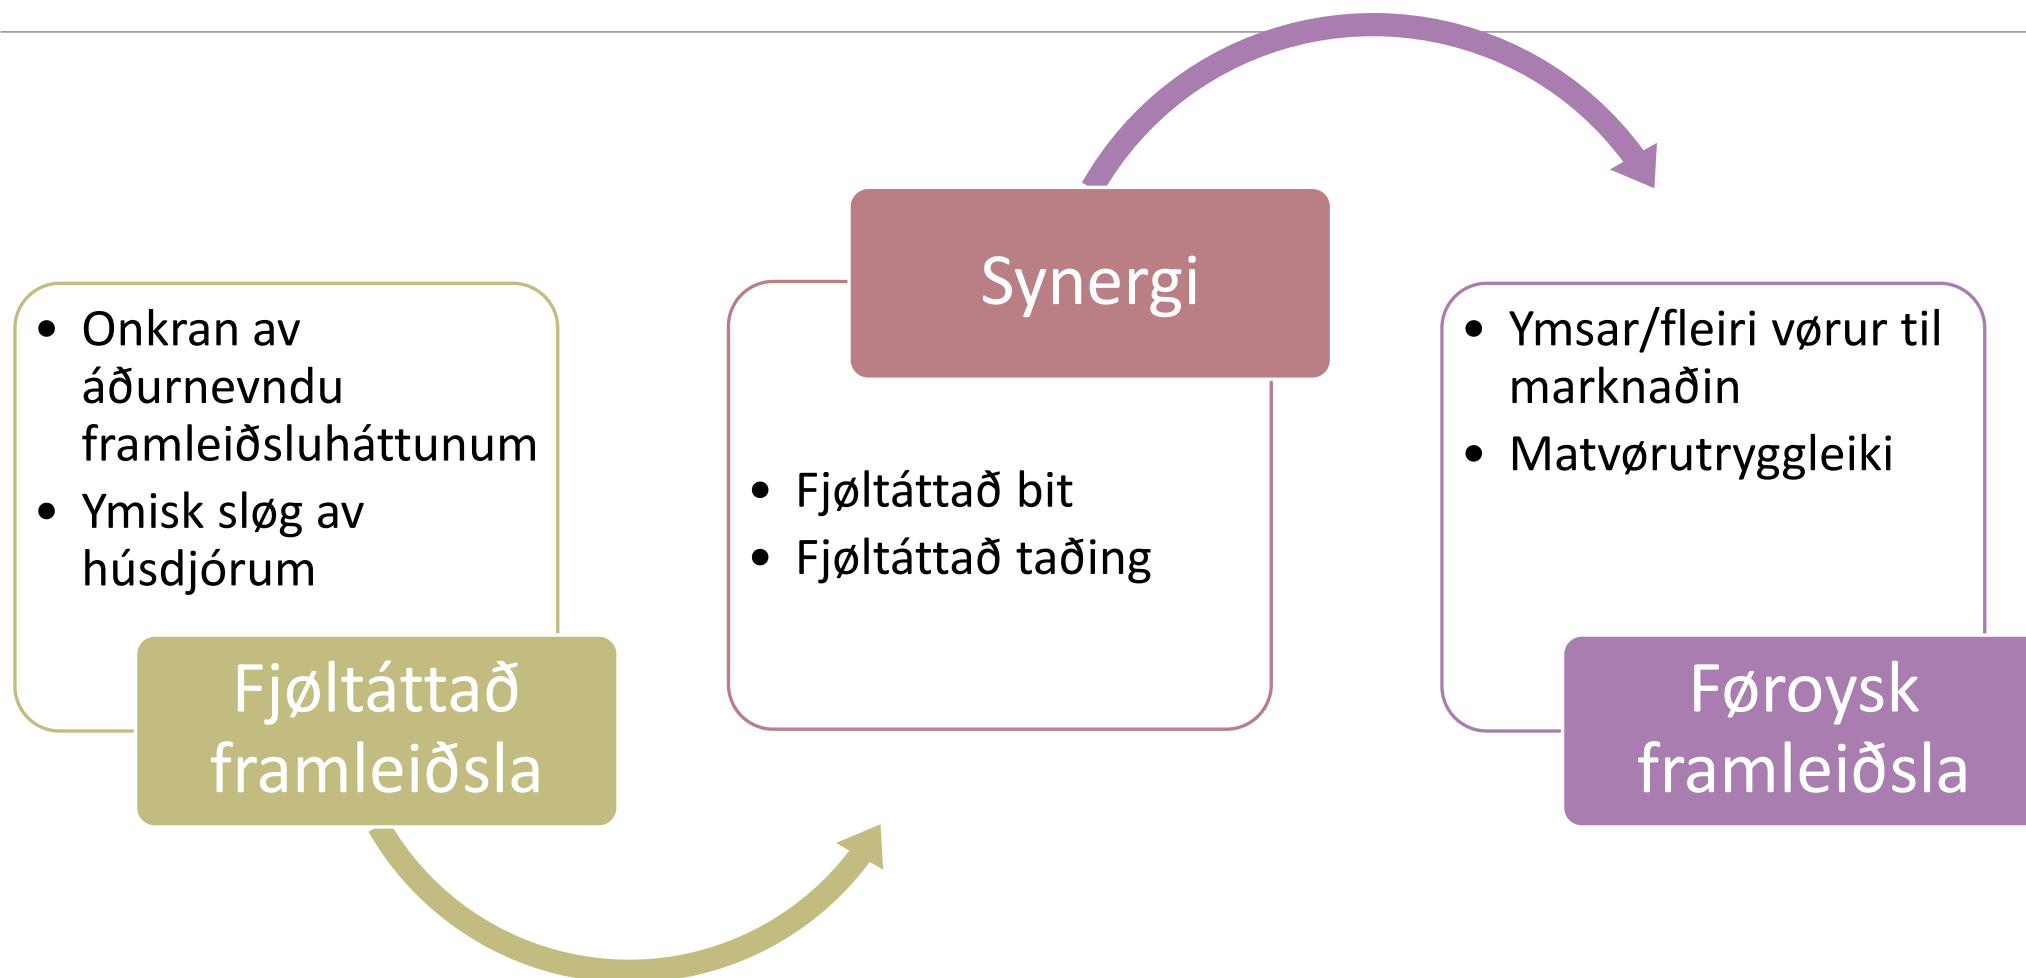 • Onkran av
áðurnevndu
framleiðsluháttunum
• Ymisk sløg av
húsdjórum
Fjøltáttað
framleiðsla
Synergi
• Fjøltáttað bit
• Fjøltáttað taðing
• Ymsar/fleiri vørur til
marknaðin
• Matvørutryggleiki
Føroysk
framleiðsla